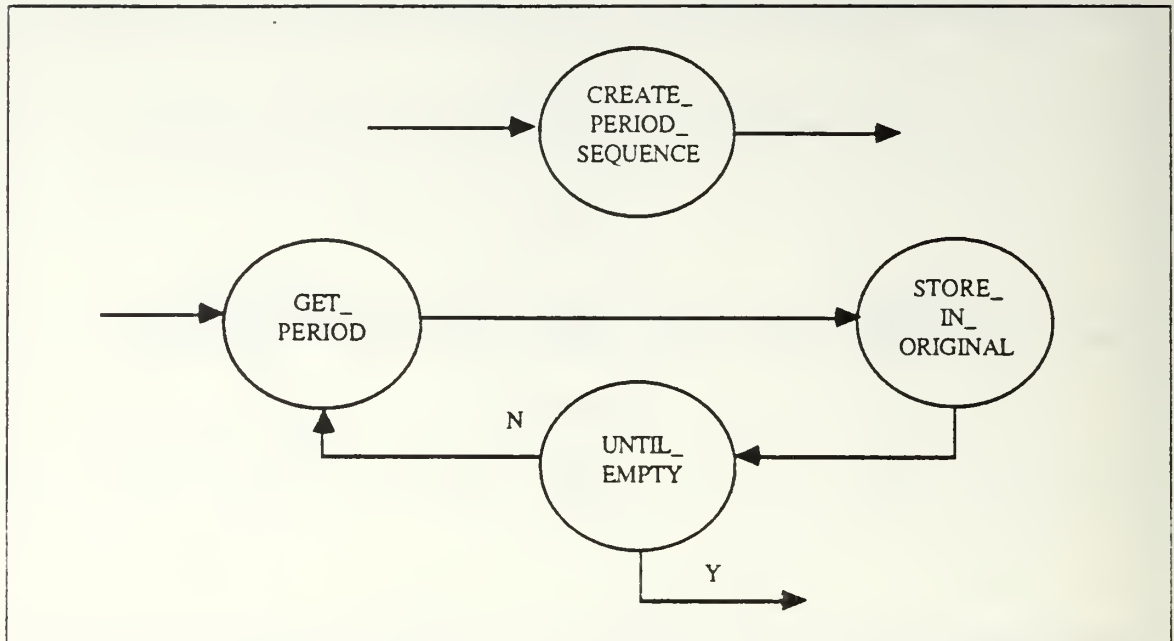 CREATE_
PERIOD_
SEQUENCE
GET_
PERIOD
STORE_
IN_
ORIGINAL
N
UNTIL_
EMPTY
Y